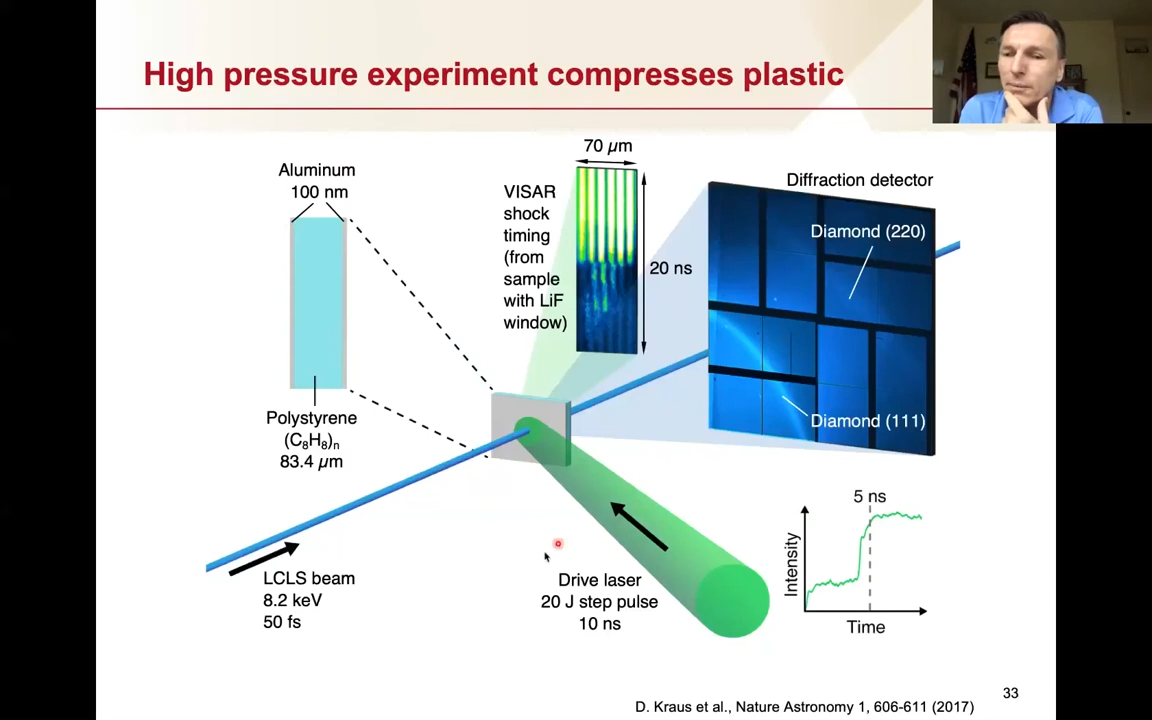 High pressure experiment compresses plastic
Aluminum
100 nm
Polystyrene
(C₈H₈)ₙ
83.4 µm
VISAR
shock
timing
(from
sample
with LiF
window)
70 µm
20 ns
Diffraction detector
Diamond (220)
Diamond (111)
LCLS beam
8.2 keV
50 fs
Drive laser
20 J step pulse
10 ns
5 ns
Intensity
Time
33
D. Kraus et al., Nature Astronomy 1, 606-611 (2017)